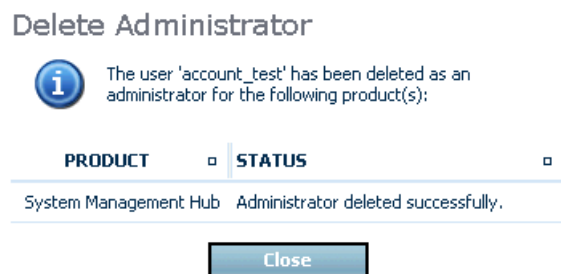 Delete Administrator
The user 'account_test' has been deleted as an
administrator for the following product(s):
PRODUCT STATUS
System Management Hub Administrator deleted successfully.
Close